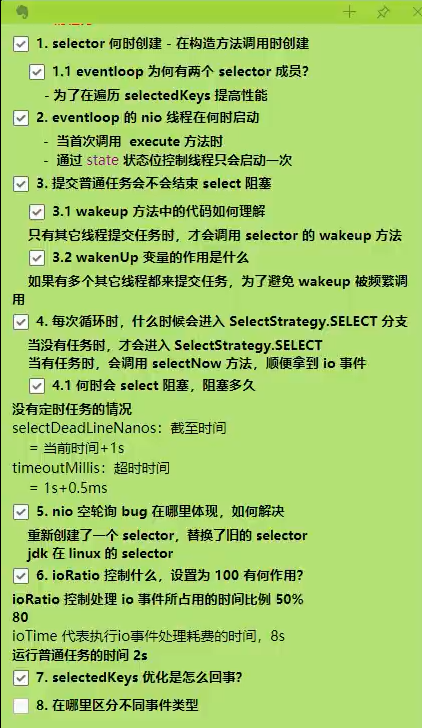 1. selector 何时创建 - 在构造方法调用时创建
1.1 eventloop 为何有两个 selector 成员?
- 为了在遍历 selectedKeys 提高性能
2. eventloop 的 nio 线程在何时启动
- 当首次调用 execute 方法时
- 通过 state 状态位控制线程只会启动一次
3. 提交普通任务会不会结束 select 阻塞
3.1 wakeup 方法中的代码如何理解
只有其它线程提交任务时，才会调用 selector 的 wakeup 方法
3.2 wakenUp 变量的作用是什么
如果有多个其它线程都来提交任务，为了避免 wakeup 被频繁调
用
4. 每次循环时，什么时候会进入 SelectStrategy.SELECT 分支
当没有任务时，才会进入 SelectStrategy.SELECT
当有任务时，会调用 selectNow 方法，顺便拿到 io 事件
4.1 何时会 select 阻塞，阻塞多久
没有定时任务的情况
selectDeadLineNanos：截至时间
= 当前时间+1s
timeoutMillis：超时时间
= 1s+0.5ms
5. nio 空轮询 bug 在哪里体现，如何解决
重新创建了一个 selector，替换了旧的 selector
jdk 在 linux 的 selector
6. ioRatio 控制什么，设置为 100 有何作用?
ioRatio 控制处理 io 事件所占用的时间比例 50%
80
ioTime 代表执行io事件处理耗费的时间，8s
运行普通任务的时间 2s
7. selectedKeys 优化是怎么回事?
8. 在哪里区分不同事件类型